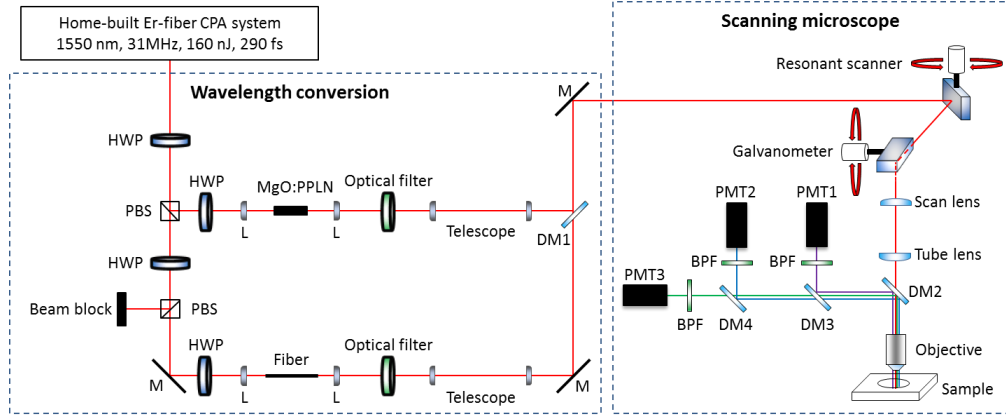 Home-built Er-fiber CPA system
1550 nm, 31MHz, 160 nJ, 290 fs
Wavelength conversion
HWP
HWP
MgO:PPLN
Optical filter
PBS
L
L
Telescope
DM1
M
HWP
Beam block
PBS
HWP
Fiber
Optical filter
M
L
L
Telescope
M
Scanning microscope
Resonant scanner
Galvanometer
PMT2
PMT1
Scan lens
Tube lens
PMT3
BPF
BPF
DM2
BPF
DM4
DM3
Objective
Sample